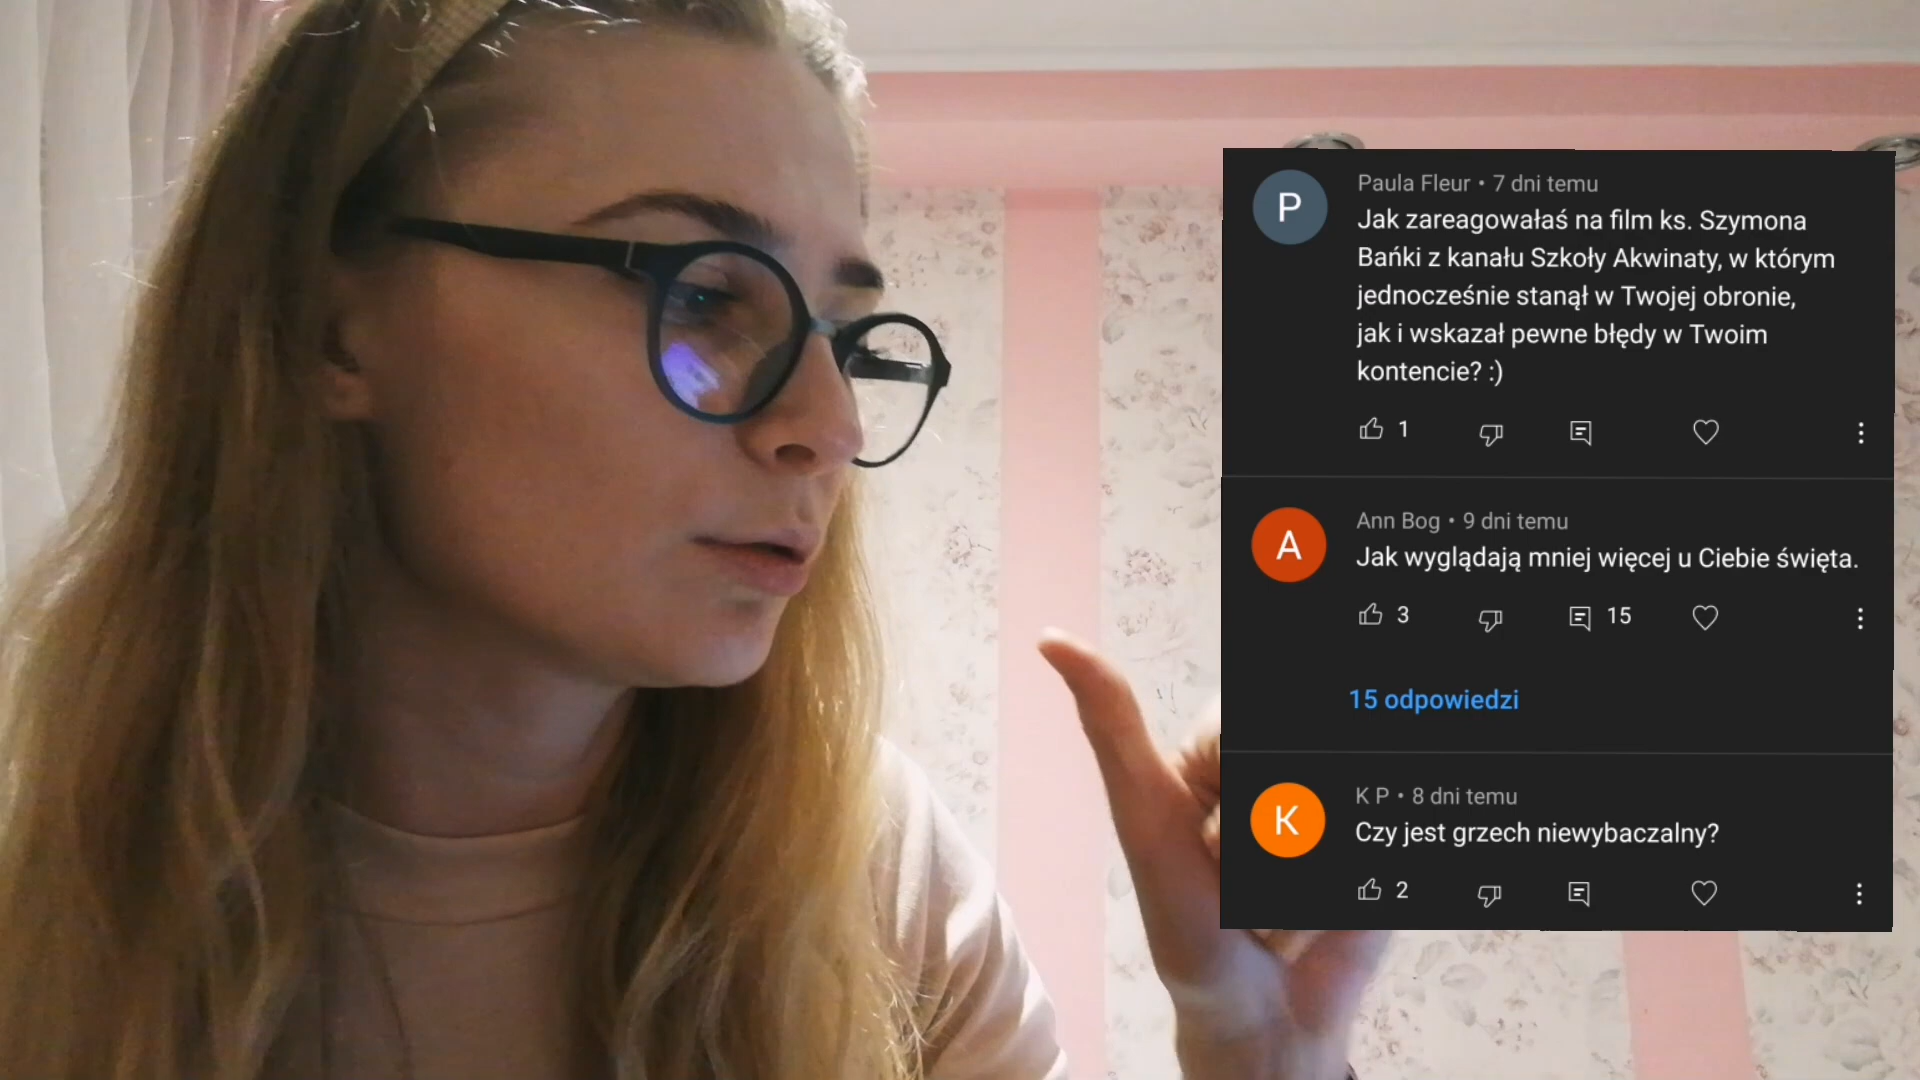 P
Paula Fleur • 7 dni temu
Jak zareagowałaś na film ks. Szymona
Bańki z kanału Szkoły Akwinaty, w którym
jednocześnie stanął w Twojej obronie,
jak i wskazał pewne błędy w Twoim
kontencie? :)
1
A
Ann Bog • 9 dni temu
Jak wyglądają mniej więcej u Ciebie święta.
3
15
15 odpowiedzi
K
K P • 8 dni temu
Czy jest grzech niewybaczalny?
2